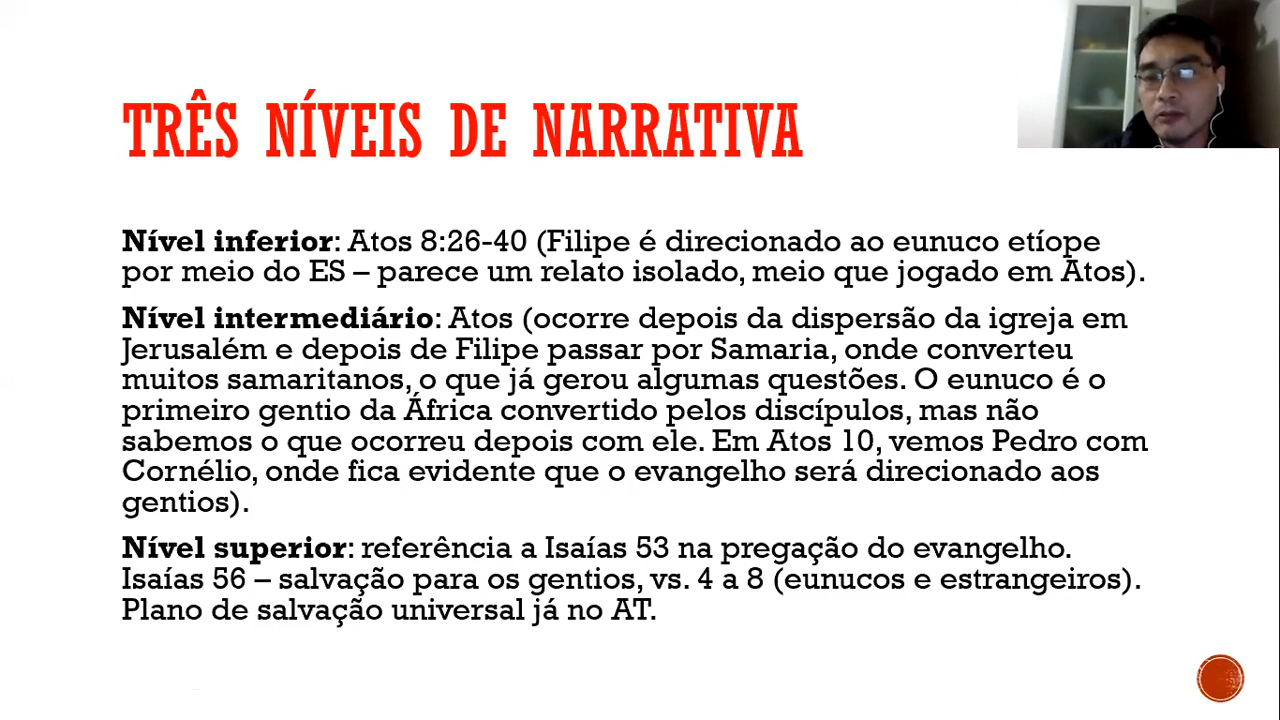 TRÊS NÍVEIS DE NARRATIVA
Nível inferior: Atos 8:26-40 (Filipe é direcionado ao eunuco etíope
por meio do ES – parece um relato isolado, meio que jogado em Atos).
Nível intermediário: Atos (ocorre depois da dispersão da igreja em
Jerusalém e depois de Filipe passar por Samaria, onde converteu
muitos samaritanos, o que já gerou algumas questões. O eunuco é o
primeiro gentio da África convertido pelos discípulos, mas não
sabemos o que ocorreu depois com ele. Em Atos 10, vemos Pedro com
Cornélio, onde fica evidente que o evangelho será direcionado aos
gentios).
Nível superior: referência a Isaías 53 na pregação do evangelho.
Isaías 56 – salvação para os gentios, vs. 4 a 8 (eunucos e estrangeiros).
Plano de salvação universal já no AT.